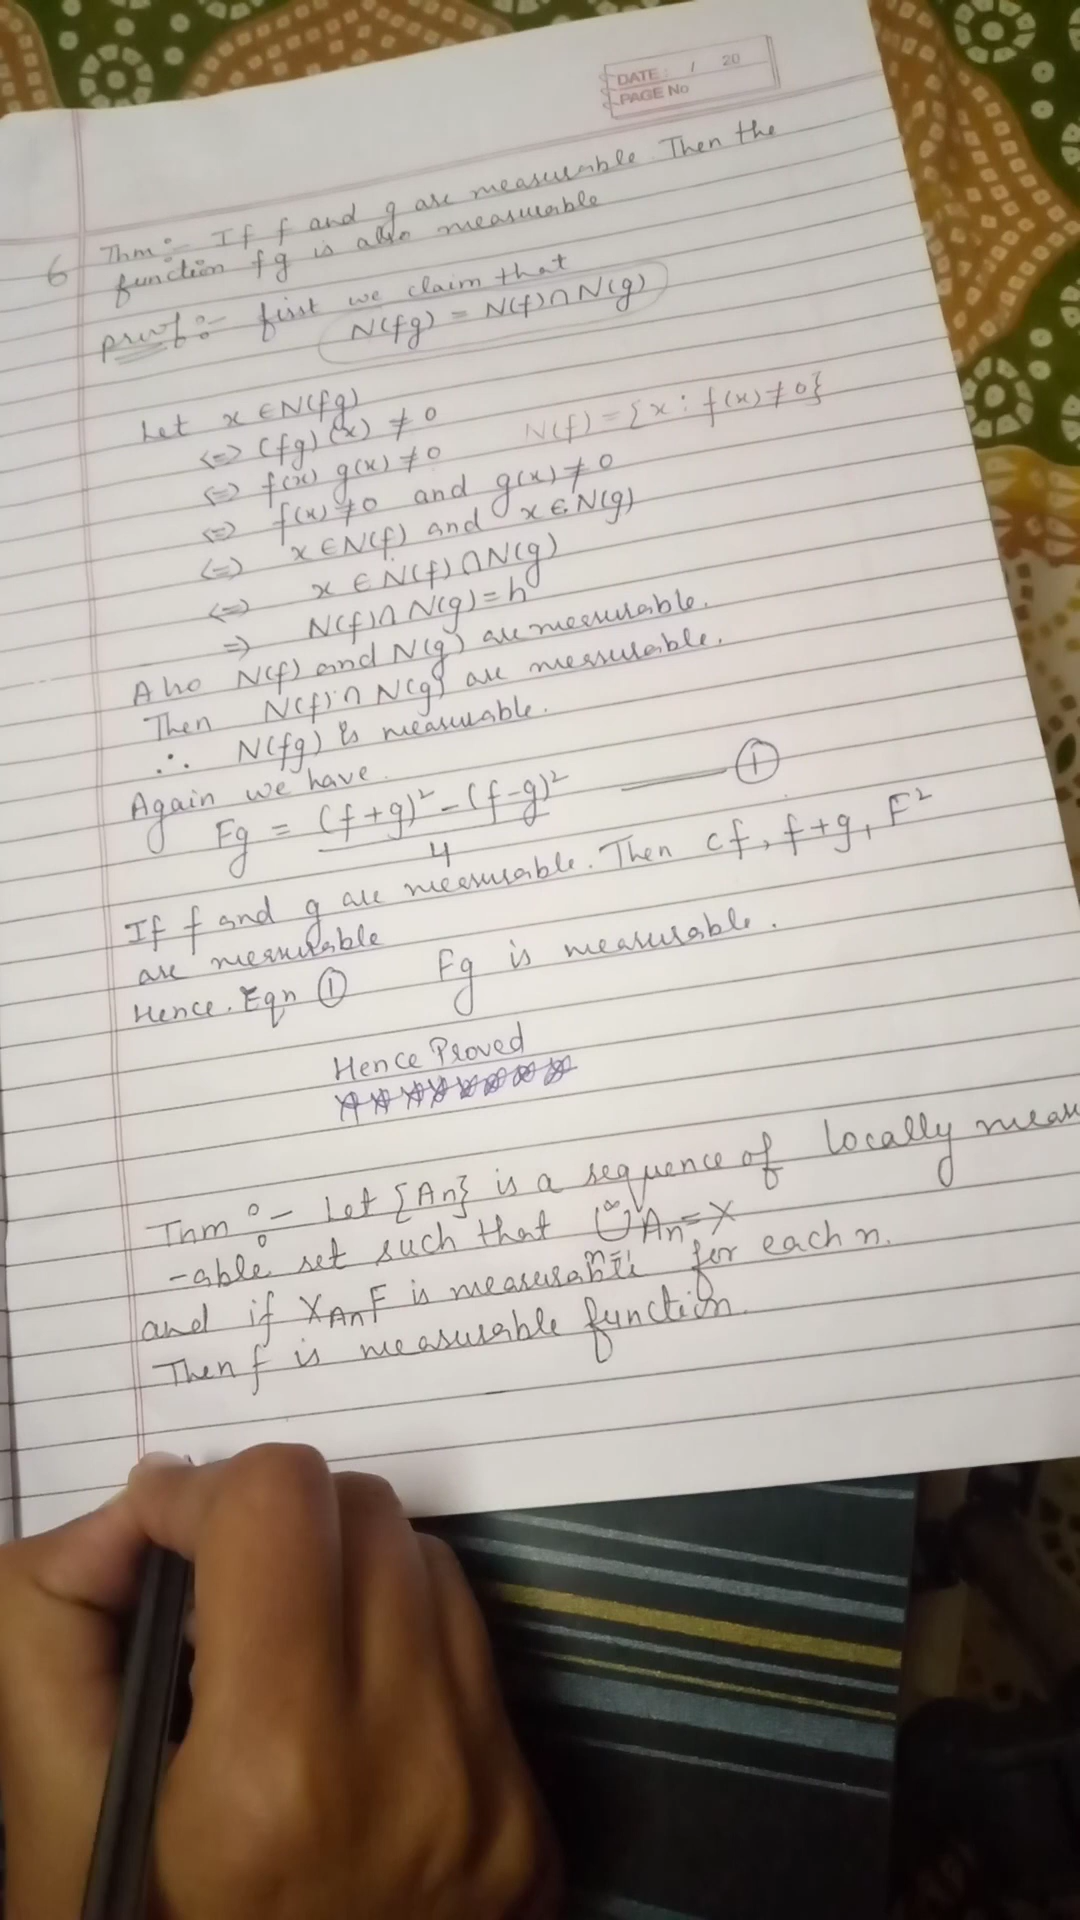 DATE: / 20
PAGE No
6 Thm:- If f and g are measurable. Then the
function fg is also measurable
proof:- first we claim that
N(fg) = N(f)∩N(g)
Let x ∈N(fg)
⇔ (fg)(x) ≠ 0 N(f) = {x : f(x) ≠ 0}
⇔ f(x) g(x) ≠ 0
⇔ f(x) ≠ 0 and g(x) ≠ 0
⇔ x ∈N(f) and x ∈N(g)
⇔ x ∈ N(f)∩N(g)
⇒ N(f)∩N(g)=h
Also N(f) and N(g) are measurable.
Then N(f)∩N(g) are measurable.
∴ N(fg) is measurable.
Again we have.
Fg = (f+g)² - (f-g)² / 4 —— ①
If f and g are measurable. Then cf, f+g, F²
are measurable
Hence. Eqn ① Fg is measurable.
Hence Proved
Thm:- Let {An} is a sequence of locally measur
-able set such that ∞∪n=1 An=X
and if XAnF is measurable for each n.
Then f is measurable function.